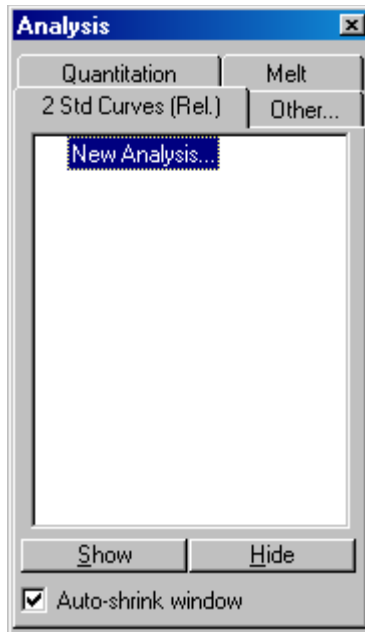 Analysis
Quantitation Melt
2 Std Curves (Rel.) Other...
New Analysis...
Show Hide
Auto-shrink window